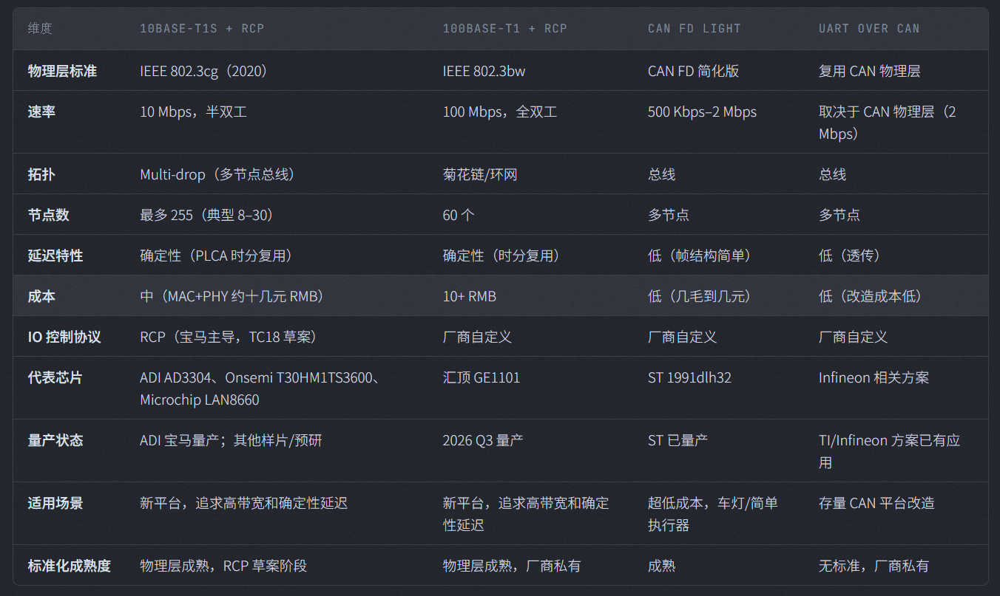 维度 10BASE-T1S + RCP 100BASE-T1 + RCP CAN FD LIGHT UART OVER CAN
物理层标准 IEEE 802.3cg（2020） IEEE 802.3bw CAN FD 简化版 复用 CAN 物理层
速率 10 Mbps，半双工 100 Mbps，全双工 500 Kbps–2 Mbps 取决于 CAN 物理层（2
Mbps）
拓扑 Multi-drop（多节点总线） 菊花链/环网 总线 总线
节点数 最多 255（典型 8–30） 60 个 多节点 多节点
延迟特性 确定性（PLCA 时分复用） 确定性（时分复用） 低（帧结构简单） 低（透传）
成本 中（MAC+PHY 约十几元 RMB） 10+ RMB 低（几毛到几元） 低（改造成本低）
IO 控制协议 RCP（宝马主导，TC18 草案） 厂商自定义 厂商自定义 厂商自定义
代表芯片 ADI AD3304、Onsemi T30HM1TS3600、 汇顶 GE1101 ST 1991dlh32 Infineon 相关方案
Microchip LAN8660
量产状态 ADI 宝马量产；其他样片/预研 2026 Q3 量产 ST 已量产 TI/Infineon 方案已有应
用
适用场景 新平台，追求高带宽和确定性延迟 新平台，追求高带宽和确定 超低成本，车灯/简单 存量 CAN 平台改造
性延迟 执行器
标准化成熟度 物理层成熟，RCP 草案阶段 物理层成熟，厂商私有 成熟 无标准，厂商私有